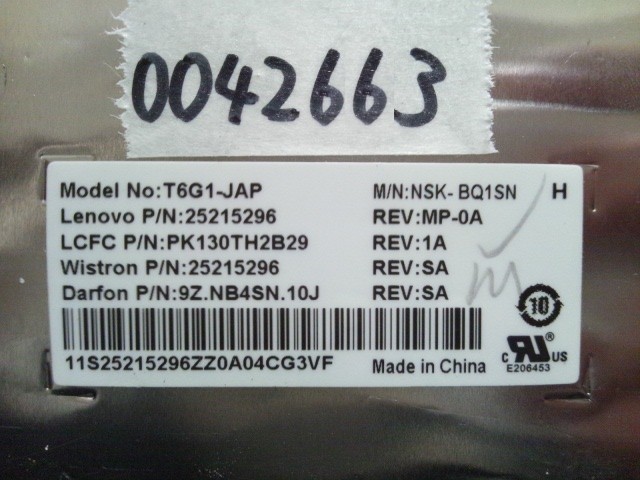 0042663
Model No:T6G1-JAP M/N:NSK- BQ1SN H
Lenovo P/N:25215296 REV:MP-0A
LCFC P/N:PK130TH2B29 REV:1A
Wistron P/N:25215296 REV:SA
Darfon P/N:9Z.NB4SN.10J REV:SA
10
11S25215296ZZ0A04CG3VF Made in China
c RU ® US
E206453